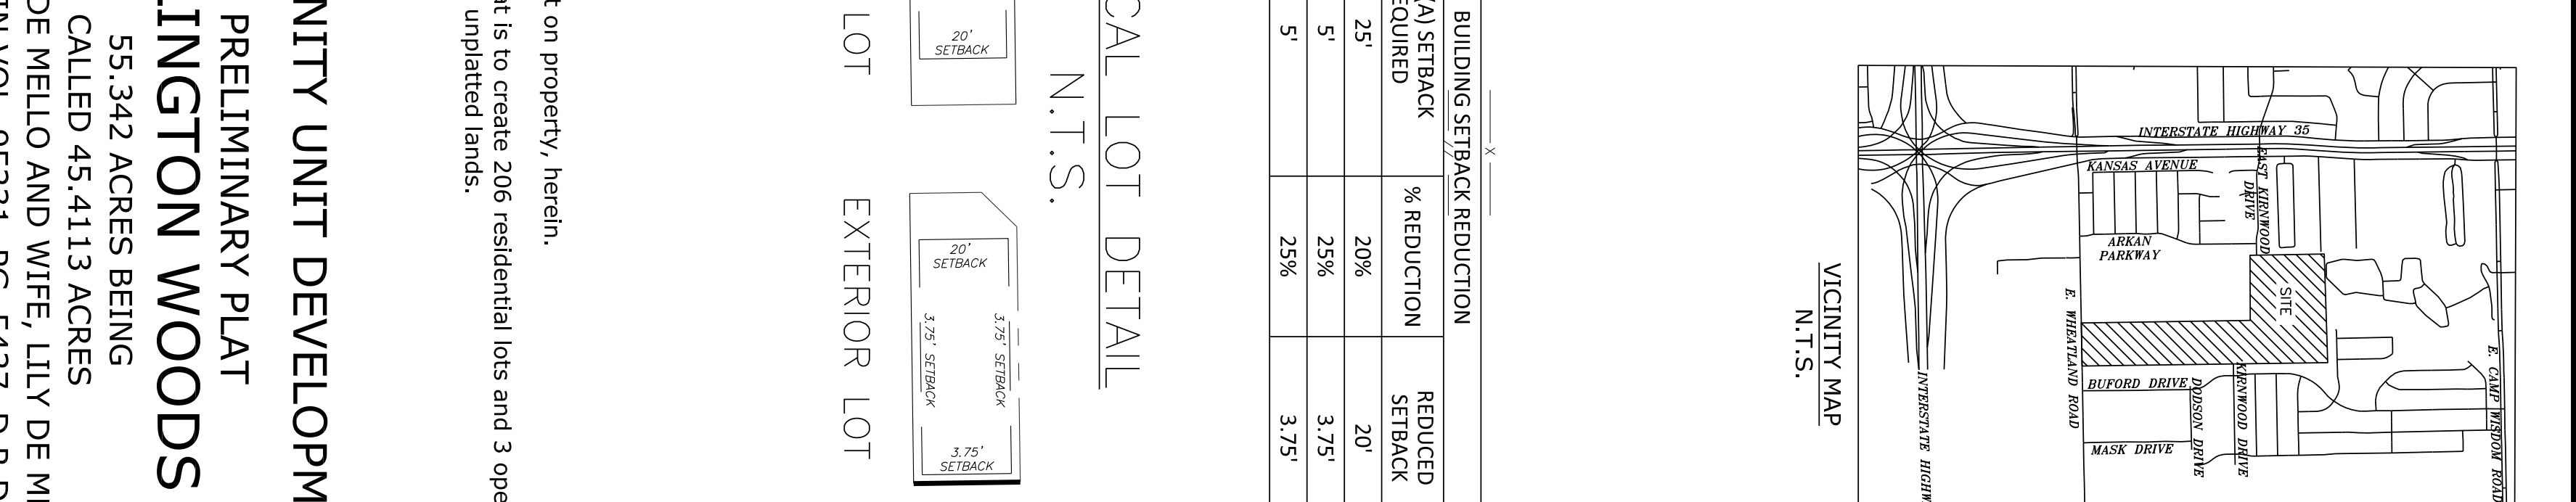 INTERSTATE HIGHWAY 35
KANSAS AVENUE
EAST KIRNWOOD
DRIVE
ARKAN
PARKWAY
SITE
E. WHEATLAND ROAD
BUFORD DRIVE
DODSON DRIVE
KIRNWOOD DRIVE
MASK DRIVE
E. CAMP WISDOM ROAD
INTERSTATE HIGHW
VICINITY MAP
N.T.S.
X
BUILDING SETBACK REDUCTION
(A) SETBACK % REDUCTION REDUCED
EQUIRED SETBACK
25' 20% 20'
5' 25% 3.75'
5' 25% 3.75'
CAL LOT DETAIL
N.T.S.
20'
SETBACK
20'
SETBACK
3.75' SETBACK
3.75' SETBACK
3.75'
SETBACK
LOT
EXTERIOR LOT
t on property, herein.
at is to create 206 residential lots and 3 ope
unplatted lands.
NITY UNIT DEVELOPM
PRELIMINARY PLAT
LINGTON WOODS
55.342 ACRES BEING
CALLED 45.4113 ACRES
DE MELLO AND WIFE, LILY DE ME